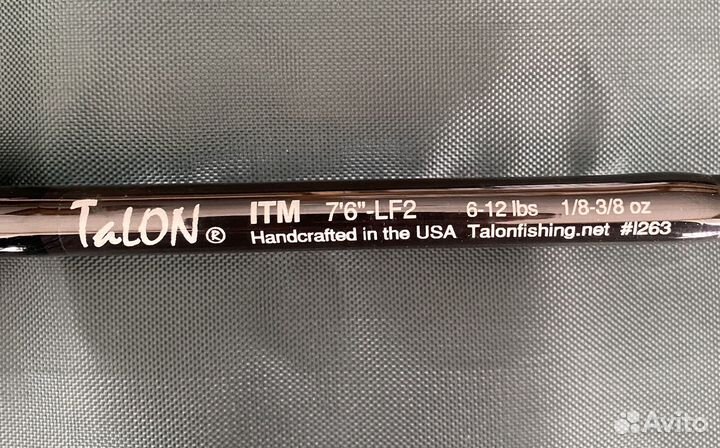 TaLON® ITM 7'6"-LF2 6-12 lbs 1/8-3/8 oz
Handcrafted in the USA Talonfishing.net #I263
Avito